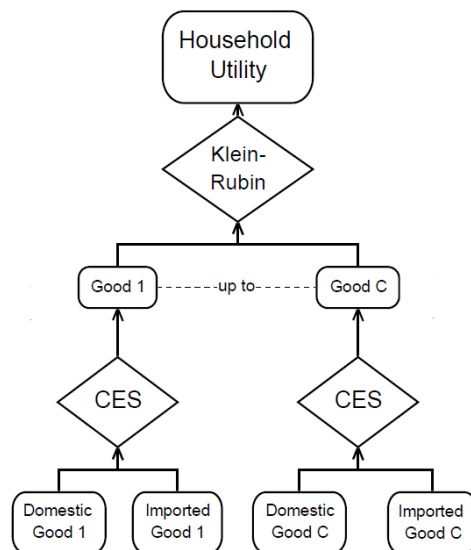 Household
Utility
Klein-
Rubin
Good 1
up to
Good C
CES
CES
Domestic
Good 1
Imported
Good 1
Domestic
Good C
Imported
Good C